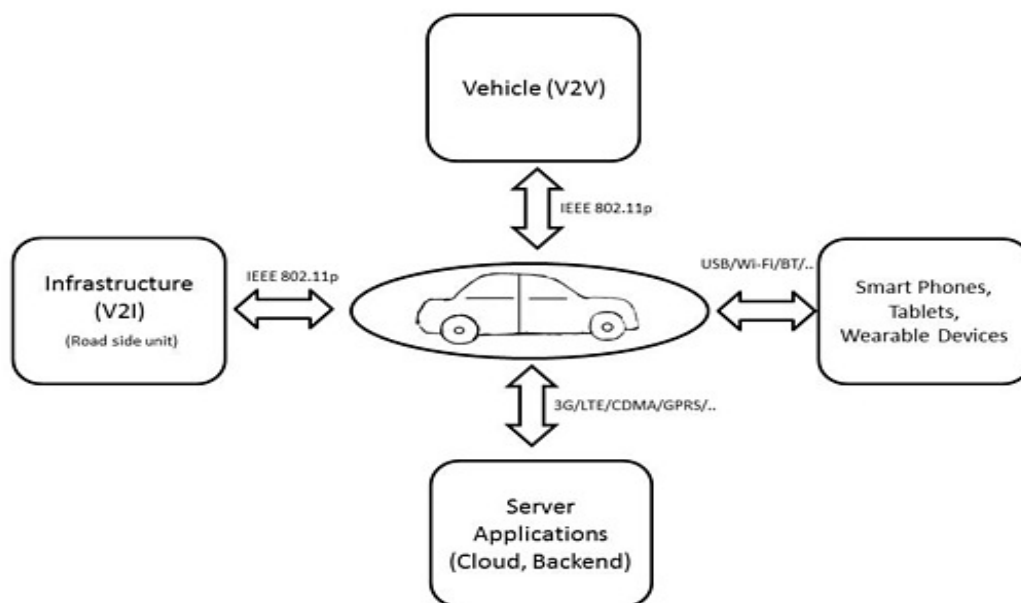 Vehicle (V2V)
IEEE 802.11p
Infrastructure
(V2I)
(Road side unit)
IEEE 802.11p
USB/Wi-Fi/BT/..
Smart Phones,
Tablets,
Wearable Devices
3G/LTE/CDMA/GPRS/..
Server
Applications
(Cloud, Backend)